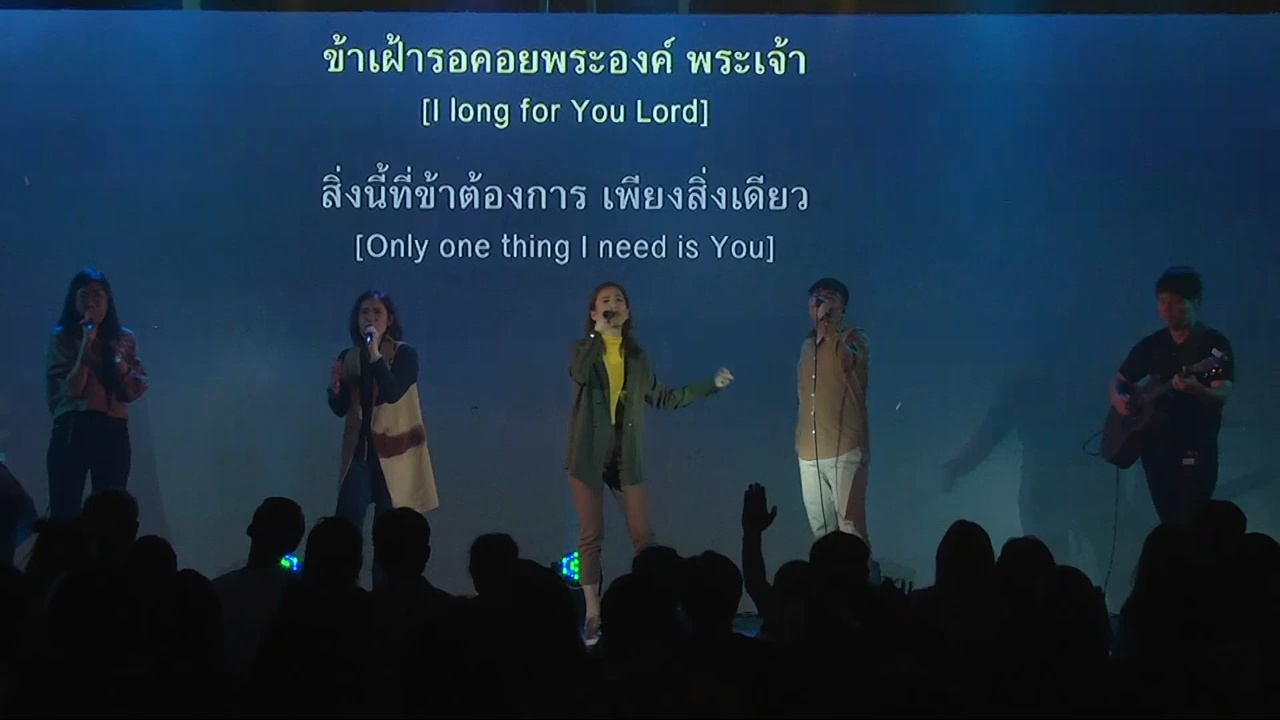 ข้าเฝ้ารอคอยพระองค์ พระเจ้า
[I long for You Lord]
สิ่งนี้ที่ข้าต้องการ เพียงสิ่งเดียว
[Only one thing I need is You]